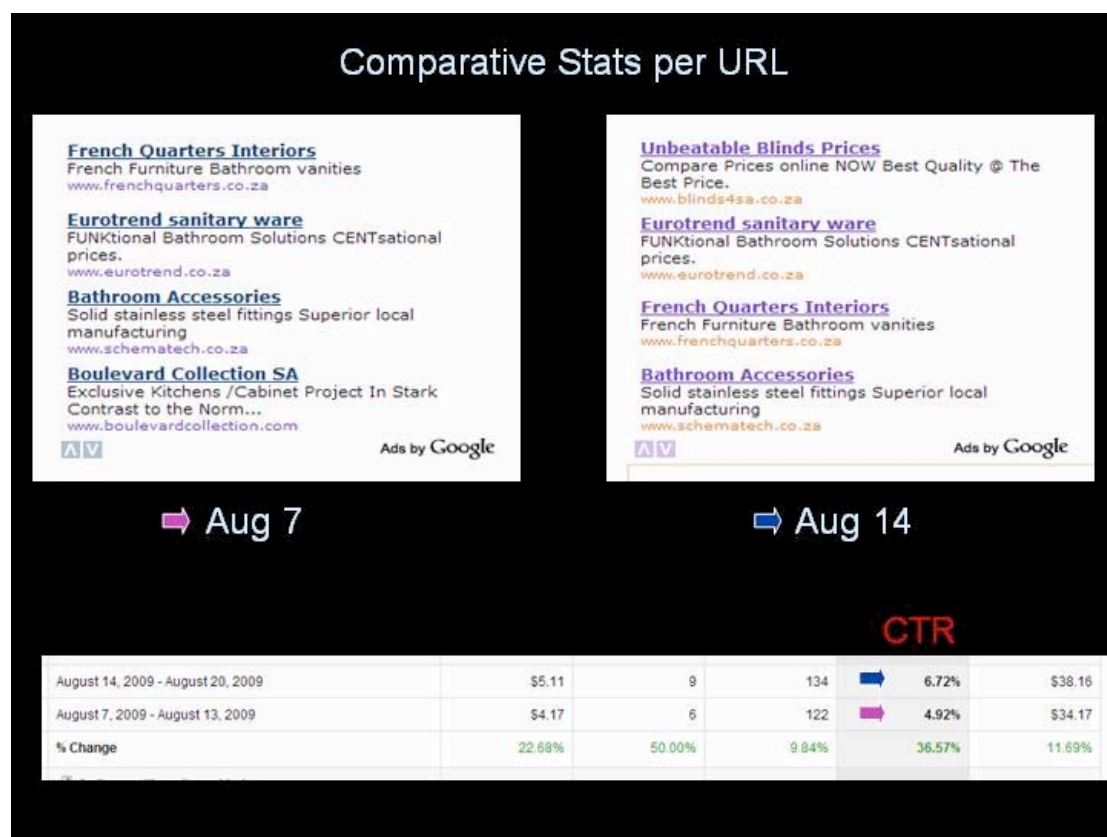 Comparative Stats per URL
French Quarters Interiors
French Furniture Bathroom vanities
www.frenchquarters.co.za
Eurotrend sanitary ware
FUNKtional Bathroom Solutions CENTsational
prices.
www.eurotrend.co.za
Bathroom Accessories
Solid stainless steel fittings Superior local
manufacturing
www.schematech.co.za
Boulevard Collection SA
Exclusive Kitchens /Cabinet Project In Stark
Contrast to the Norm...
www.boulevardcollection.com
Ads by Google
Unbeatable Blinds Prices
Compare Prices online NOW Best Quality @ The
Best Price.
www.blinds4sa.co.za
Eurotrend sanitary ware
FUNKtional Bathroom Solutions CENTsational
prices.
www.eurotrend.co.za
French Quarters Interiors
French Furniture Bathroom vanities
www.frenchquarters.co.za
Bathroom Accessories
Solid stainless steel fittings Superior local
manufacturing
www.schematech.co.za
Ads by Google
Aug 7
Aug 14
CTR
August 14, 2009 - August 20, 2009 $5.11 9 134 6.72% $38.16
August 7, 2009 - August 13, 2009 $4.17 6 122 4.92% $34.17
% Change 22.68% 50.00% 9.84% 36.57% 11.69%